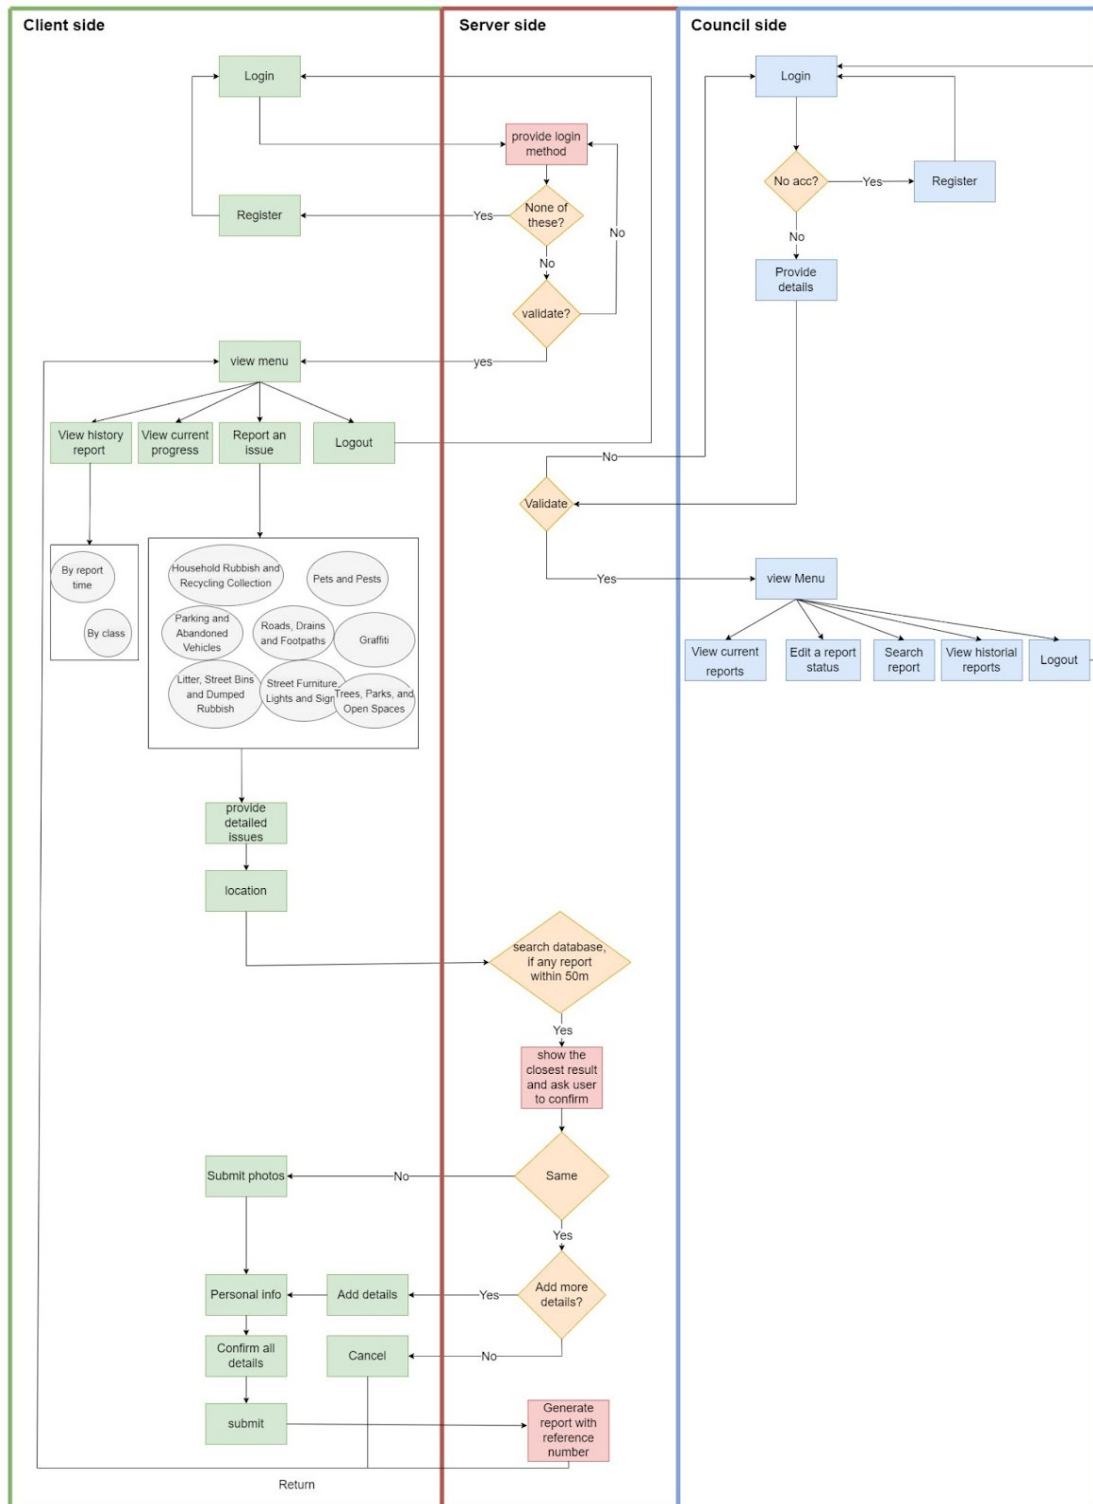 Client side
Server side
Council side
Login
Login
provide login
method
No acc?
Yes
Register
Register
Yes
None of
these?
No
No
No
Provide
details
validate?
view menu
yes
View history
report
View current
progress
Report an
issue
Logout
No
Validate
By report
time
By class
Household Rubbish and
Recycling Collection
Pets and Pests
Parking and
Abandoned
Vehicles
Roads, Drains
and Footpaths
Graffiti
Litter, Street Bins
and Dumped
Rubbish
Street Furniture,
Lights and Sign
Trees, Parks, and
Open Spaces
Yes
view Menu
View current
reports
Edit a report
status
Search
report
View historial
reports
Logout
provide
detailed
issues
location
search database,
if any report
within 50m
Yes
show the
closest result
and ask user
to confirm
Submit photos
No
Same
Yes
Personal info
Add details
Yes
Add more
details?
Confirm all
details
Cancel
No
submit
Generate
report with
reference
number
Return